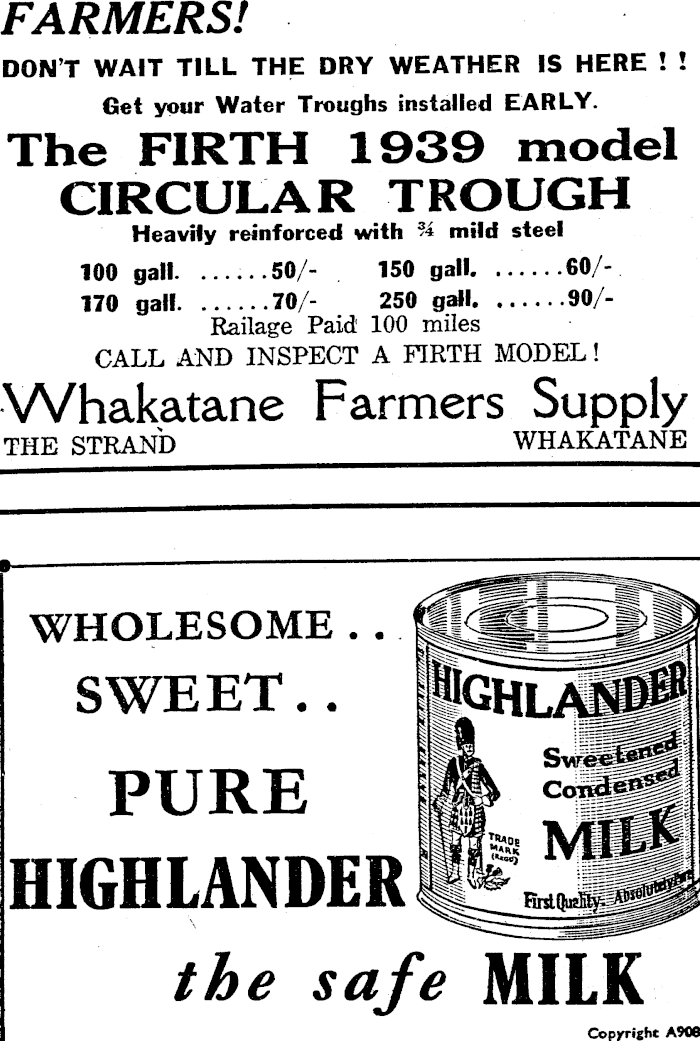 FARMERS!
DON'T WAIT TILL THE DRY WEATHER IS HERE ! !
Get your Water Troughs installed EARLY.
The FIRTH 1939 model
CIRCULAR TROUGH
Heavily reinforced with ¾ mild steel
100 gall. ......50/- 150 gall. ......60/-
170 gall. ......70/- 250 gall. ......90/-
Railage Paid 100 miles
CALL AND INSPECT A FIRTH MODEL!
Whakatane Farmers Supply
THE STRAND WHAKATANE
WHOLESOME . .
SWEET . .
PURE
HIGHLANDER
the safe MILK
HIGHLANDER
Sweetened
Condensed
MILK
TRADE
MARK
(REGD)
First Quality. Absolutely Pure
Copyright A908